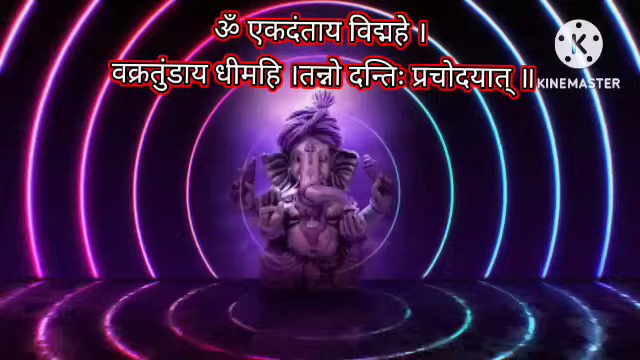 ॐ एकदंताय विद्महे ।
वक्रतुंडाय धीमहि ।तन्नो दन्तिः प्रचोदयात् ॥
K
KINEMASTER